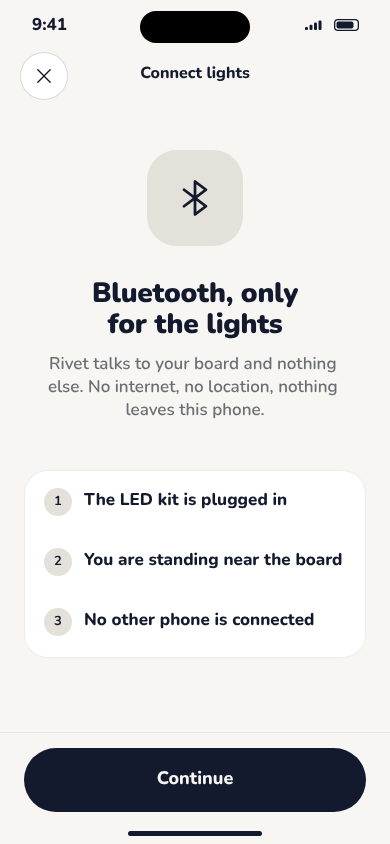 9:41
Connect lights
Bluetooth, only
for the lights
Rivet talks to your board and nothing
else. No internet, no location, nothing
leaves this phone.
1 The LED kit is plugged in
2 You are standing near the board
3 No other phone is connected
Continue